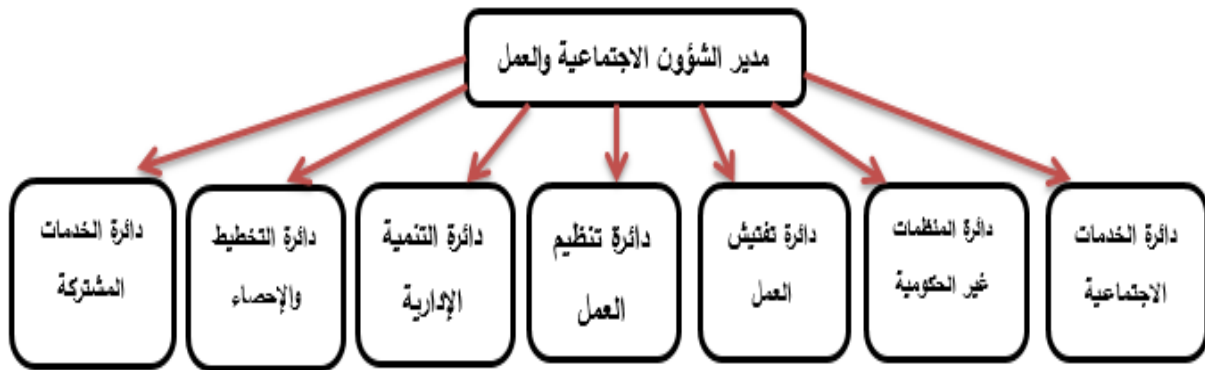 مدير الشؤون الاجتماعية والعمل
دائرة الخدمات
الاجتماعية
دائرة المنظمات
غير الحكومية
دائرة تفتيش
العمل
دائرة تنظيم
العمل
دائرة التنمية
الإدارية
دائرة التخطيط
والإحصاء
دائرة الخدمات
المشتركة